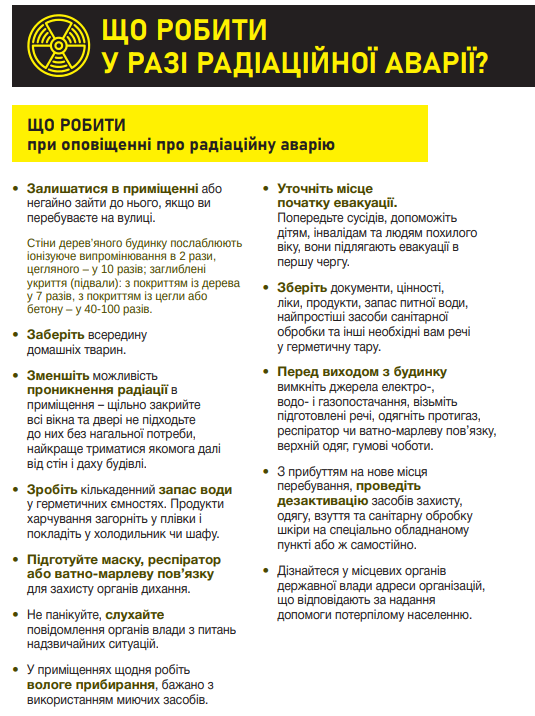 ЩО РОБИТИ
У РАЗІ РАДІАЦІЙНОЇ АВАРІЇ?
ЩО РОБИТИ
при оповіщенні про радіаційну аварію
• Залишатися в приміщенні або
негайно зайти до нього, якщо ви
перебуваєте на вулиці.
Стіни дерев’яного будинку послаблюють
іонізуюче випромінювання в 2 рази,
цегляного – у 10 разів; заглиблені
укриття (підвали): з покриттям із дерева
у 7 разів, з покриттям із цегли або
бетону – у 40-100 разів.
• Заберіть всередину
домашніх тварин.
• Зменшіть можливість
проникнення радіації в
приміщення – щільно закрийте
всі вікна та двері не підходьте
до них без нагальної потреби,
найкраще триматися якомога далі
від стін і даху будівлі.
• Зробіть кількаденний запас води
у герметичних ємностях. Продукти
харчування загорніть у плівки і
покладіть у холодильник чи шафу.
• Підготуйте маску, респіратор
або ватно-марлеву пов’язку
для захисту органів дихання.
• Не панікуйте, слухайте
повідомлення органів влади з питань
надзвичайних ситуацій.
• У приміщеннях щодня робіть
вологе прибирання, бажано з
використанням миючих засобів.
• Уточніть місце
початку евакуації.
Попередьте сусідів, допоможіть
дітям, інвалідам та людям похилого
віку, вони підлягають евакуації в
першу чергу.
• Зберіть документи, цінності,
ліки, продукти, запас питної води,
найпростіші засоби санітарної
обробки та інші необхідні вам речі
у герметичну тару.
• Перед виходом з будинку
вимкніть джерела електро-,
водо- і газопостачання, візьміть
підготовлені речі, одягніть протигаз,
респіратор чи ватно-марлеву пов’язку,
верхній одяг, гумові чоботи.
• З прибуттям на нове місця
перебування, проведіть
дезактивацію засобів захисту,
одягу, взуття та санітарну обробку
шкіри на спеціально обладнаному
пункті або ж самостійно.
• Дізнайтеся у місцевих органів
державної влади адреси організацій,
що відповідають за надання
допомоги потерпілому населенню.